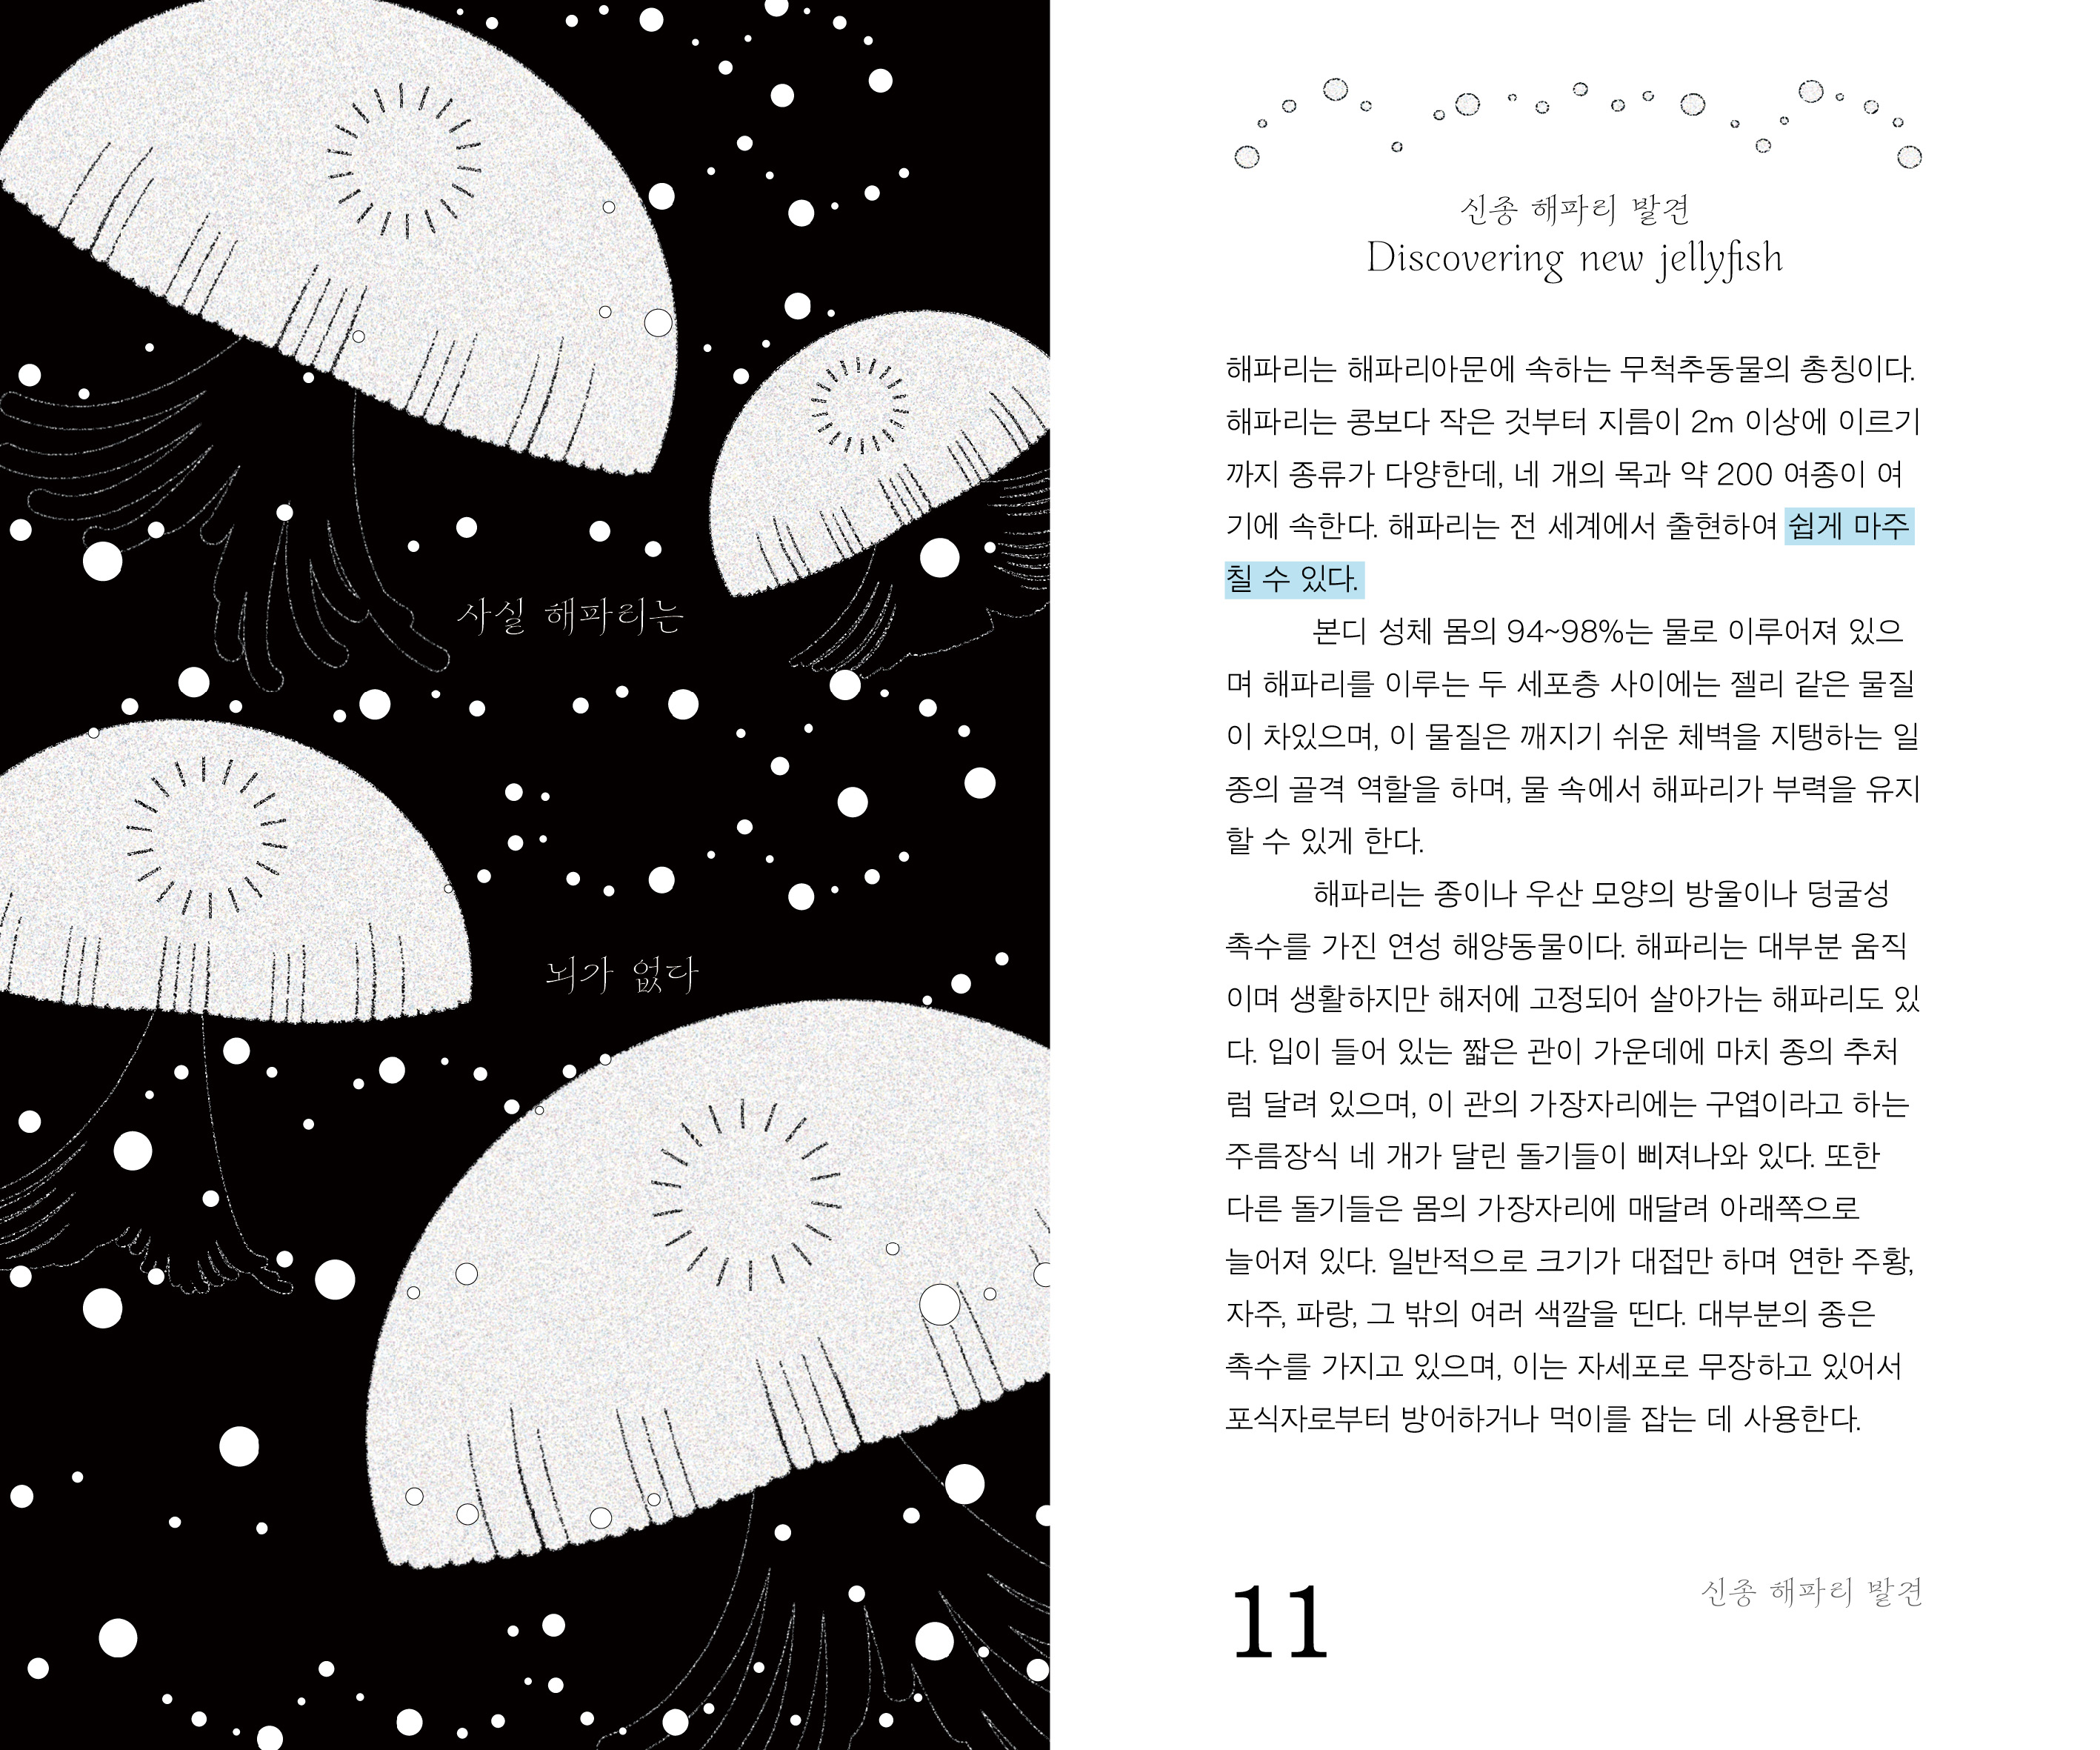 사실 해파리는
뇌가 없다
신종 해파리 발견
Discovering new jellyfish
해파리는 해파리아문에 속하는 무척추동물의 총칭이다.
해파리는 콩보다 작은 것부터 지름이 2m 이상에 이르기
까지 종류가 다양한데, 네 개의 목과 약 200 여종이 여
기에 속한다. 해파리는 전 세계에서 출현하여 쉽게 마주
칠 수 있다.
본디 성체 몸의 94~98%는 물로 이루어져 있으
며 해파리를 이루는 두 세포층 사이에는 젤리 같은 물질
이 차있으며, 이 물질은 깨지기 쉬운 체벽을 지탱하는 일
종의 골격 역할을 하며, 물 속에서 해파리가 부력을 유지
할 수 있게 한다.
해파리는 종이나 우산 모양의 방울이나 덩굴성
촉수를 가진 연성 해양동물이다. 해파리는 대부분 움직
이며 생활하지만 해저에 고정되어 살아가는 해파리도 있
다. 입이 들어 있는 짧은 관이 가운데에 마치 종의 추처
럼 달려 있으며, 이 관의 가장자리에는 구엽이라고 하는
주름장식 네 개가 달린 돌기들이 삐져나와 있다. 또한
다른 돌기들은 몸의 가장자리에 매달려 아래쪽으로
늘어져 있다. 일반적으로 크기가 대접만 하며 연한 주황,
자주, 파랑, 그 밖의 여러 색깔을 띤다. 대부분의 종은
촉수를 가지고 있으며, 이는 자세포로 무장하고 있어서
포식자로부터 방어하거나 먹이를 잡는 데 사용한다.
11
신종 해파리 발견